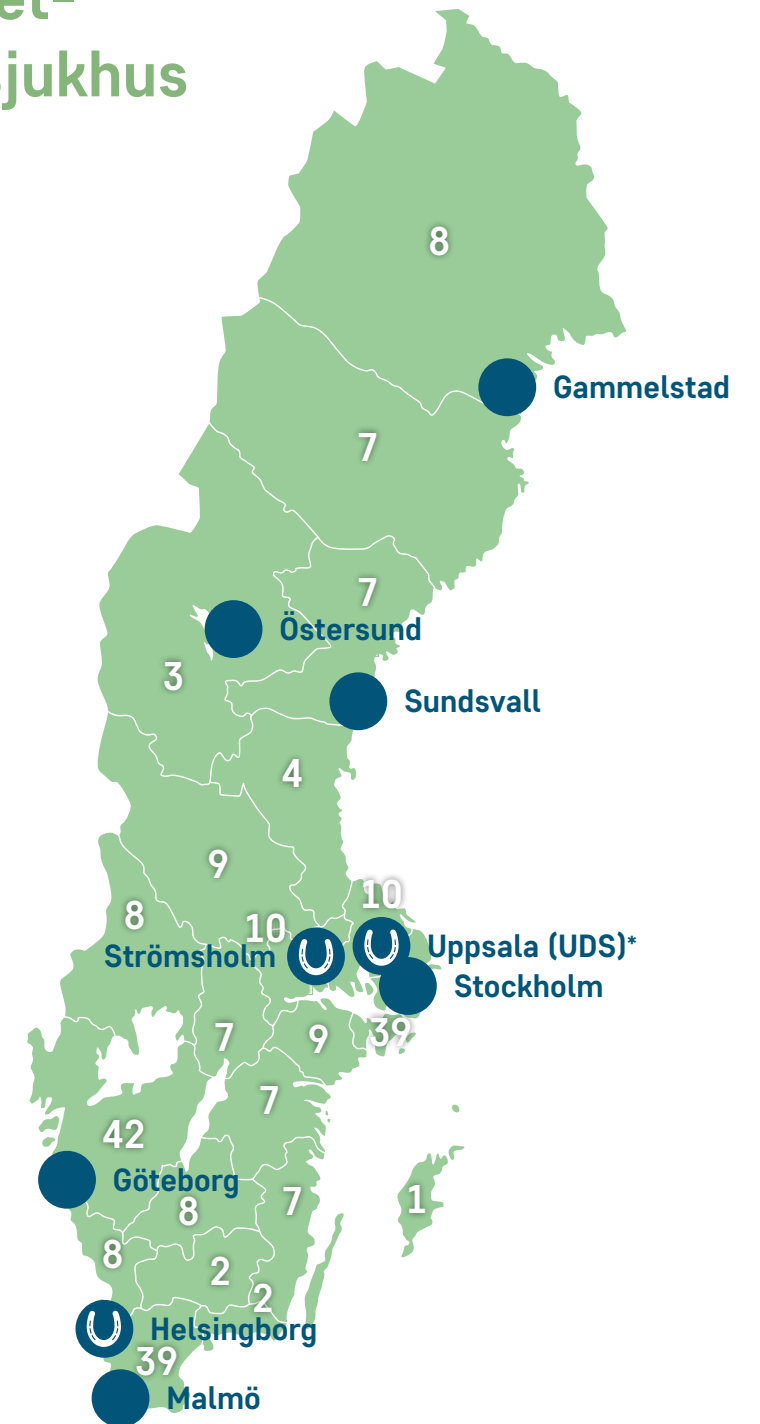 et-
jukhus
8
Gammelstad
7
7
Östersund
3
Sundsvall
4
9
10
8
10
Strömsholm
Uppsala (UDS)*
Stockholm
7
9
39
7
42
Göteborg
7
1
8
8
2
2
Helsingborg
39
Malmö